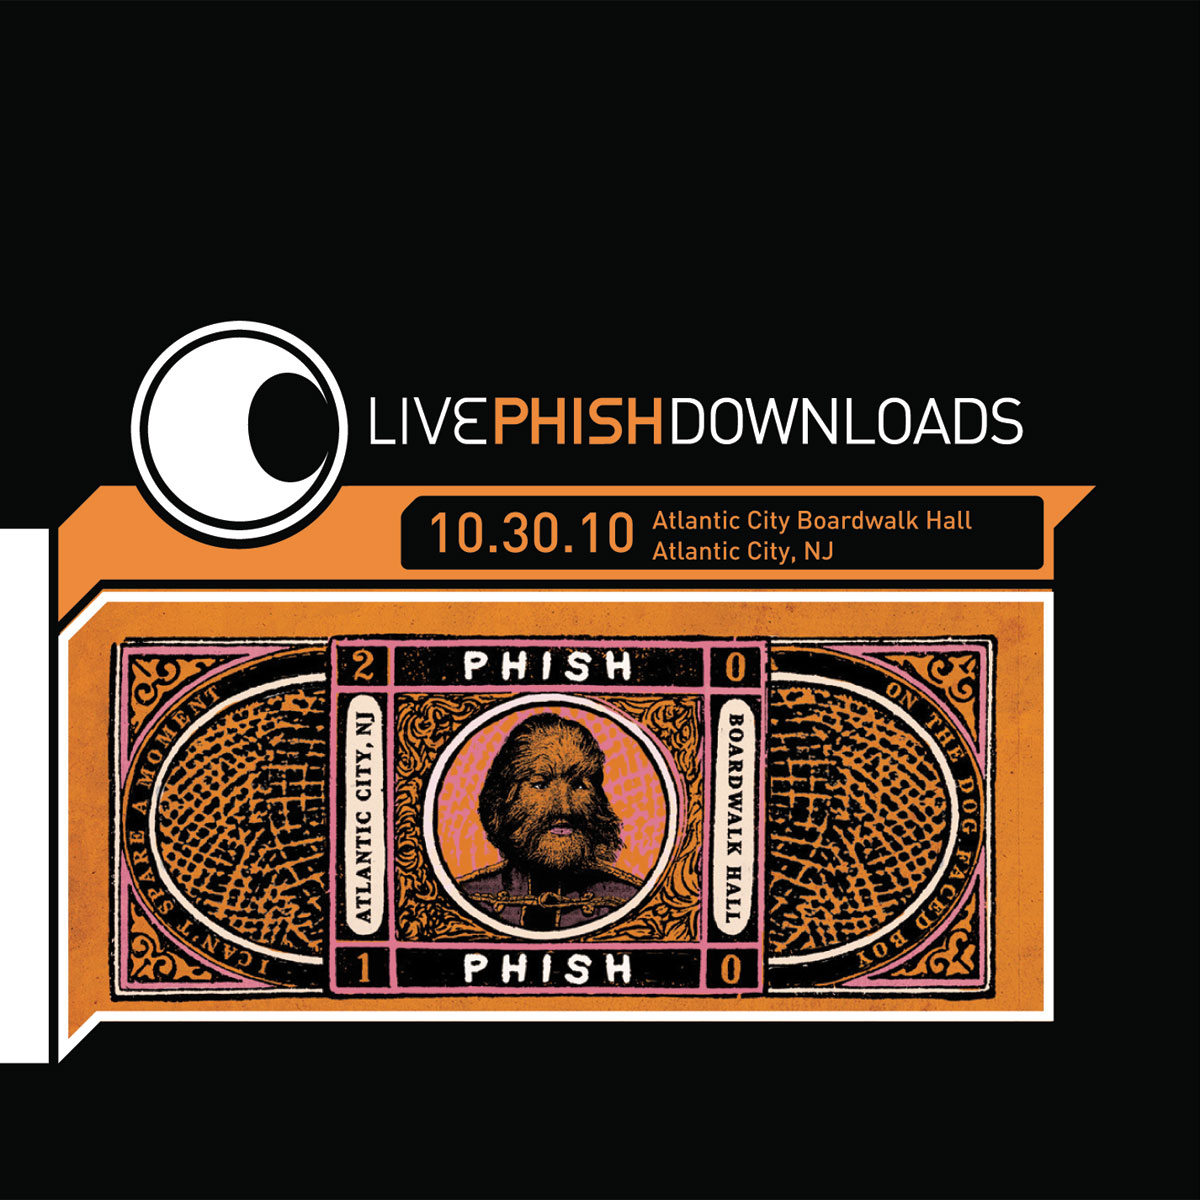 LIVEPHISHDOWNLOADS
10.30.10
Atlantic City Boardwalk Hall
Atlantic City, NJ
2 PHISH 0
I CAN'T SPARE A MOMENT
ATLANTIC CITY, NJ
BOARDWALK HALL
ON THE DOG FACED BOY
1 PHISH 0